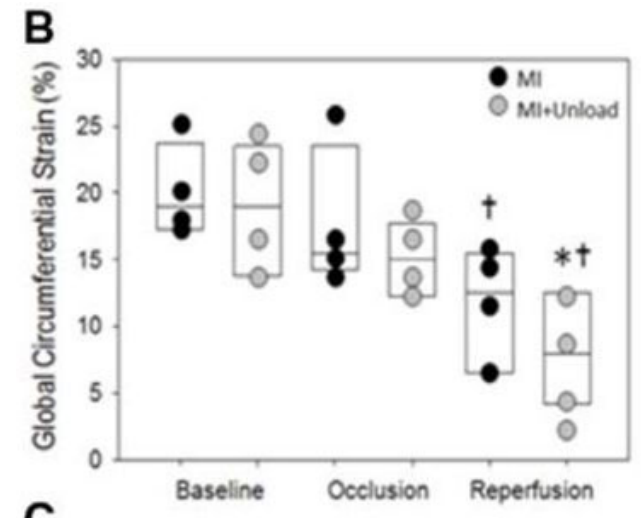 B
Global Circumferential Strain (%)
30
25
20
15
10
5
0
MI
MI+Unload
†
*†
Baseline Occlusion Reperfusion